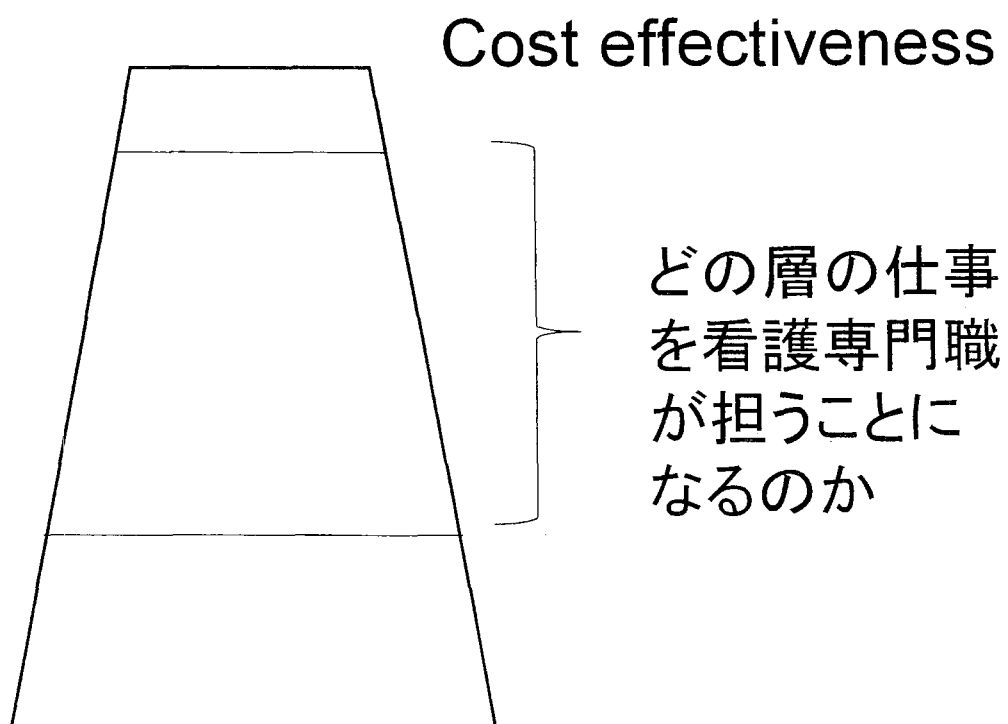 Cost effectiveness
どの層の仕事
を看護専門職
が担うことに
なるのか